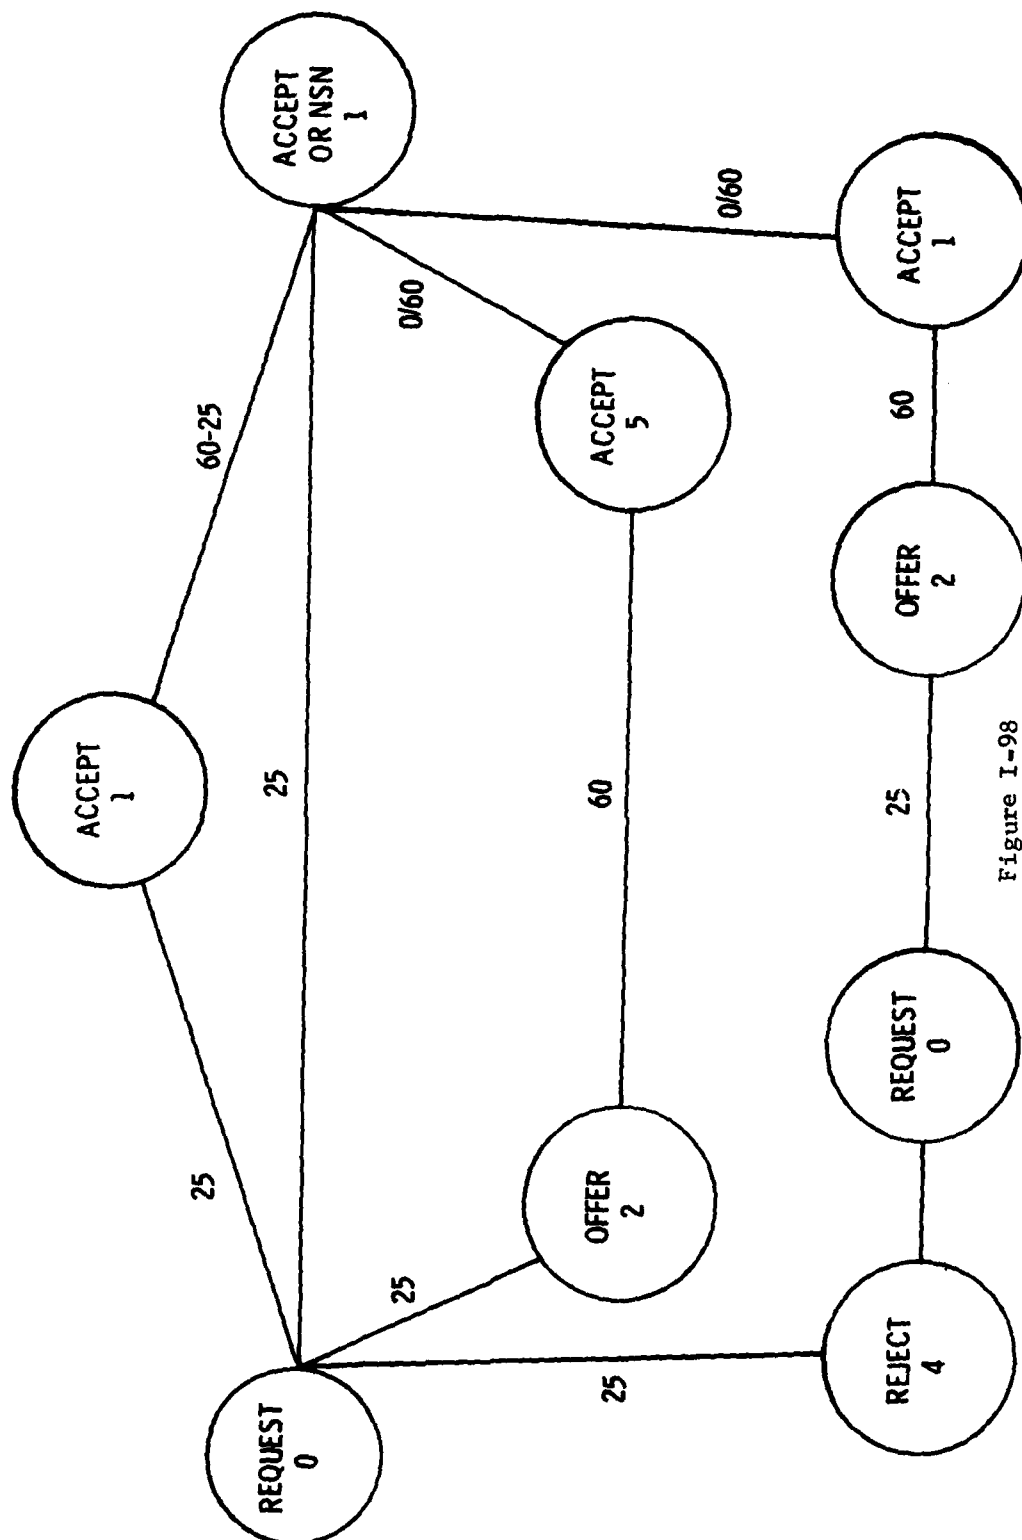 ACCEPT
1
25
60-25
REQUEST
0
25
ACCEPT
OR NSN
1
25
OFFER
2
60
ACCEPT
5
0/60
25
0/60
REJECT
4
REQUEST
0
25
OFFER
2
60
ACCEPT
1
Figure I-98